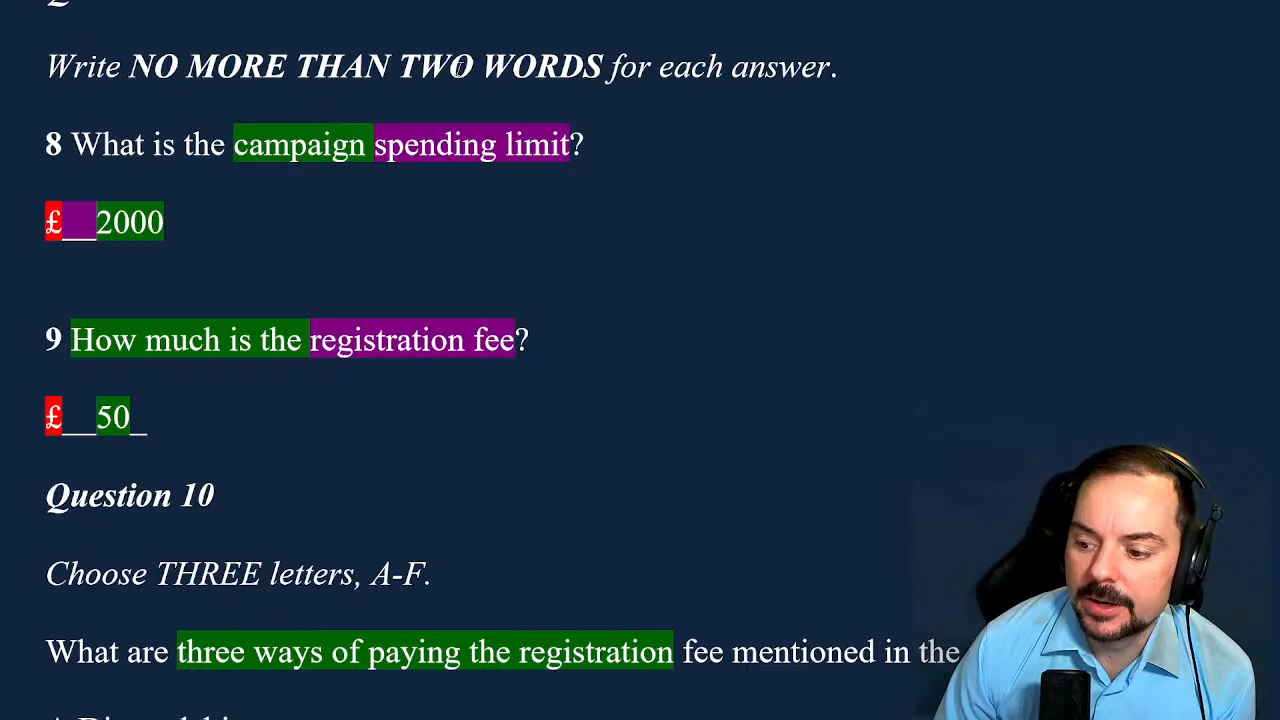 Write NO MORE THAN TWO WORDS for each answer.
8 What is the campaign spending limit?
£__2000
9 How much is the registration fee?
£__50_
Question 10
Choose THREE letters, A-F.
What are three ways of paying the registration fee mentioned in the